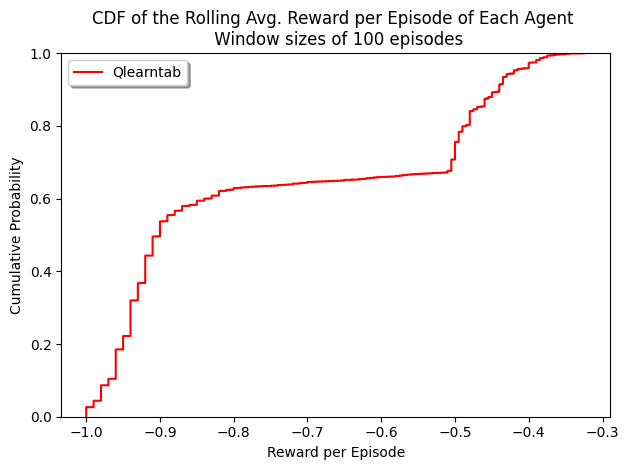 CDF of the Rolling Avg. Reward per Episode of Each Agent
Window sizes of 100 episodes
Qlearntab
Cumulative Probability
1.0
0.8
0.6
0.4
0.2
0.0
−1.0 −0.9 −0.8 −0.7 −0.6 −0.5 −0.4 −0.3
Reward per Episode